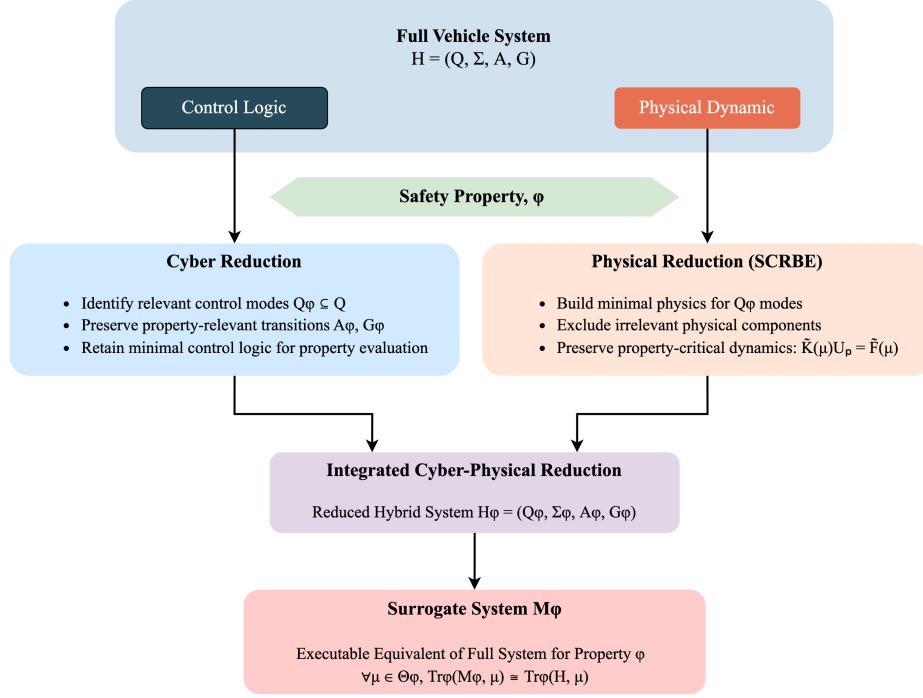 Full Vehicle System
H = (Q, Σ, A, G)
Control Logic
Physical Dynamic
Safety Property, φ
Cyber Reduction
• Identify relevant control modes Qφ ⊆ Q
• Preserve property-relevant transitions Aφ, Gφ
• Retain minimal control logic for property evaluation
Physical Reduction (SCRBE)
• Build minimal physics for Qφ modes
• Exclude irrelevant physical components
• Preserve property-critical dynamics: K̃(μ)Uₚ = F̃(μ)
Integrated Cyber-Physical Reduction
Reduced Hybrid System Hφ = (Qφ, Σφ, Aφ, Gφ)
Surrogate System Mφ
Executable Equivalent of Full System for Property φ
∀μ ∈ Θφ, Trφ(Mφ, μ) ≅ Trφ(H, μ)